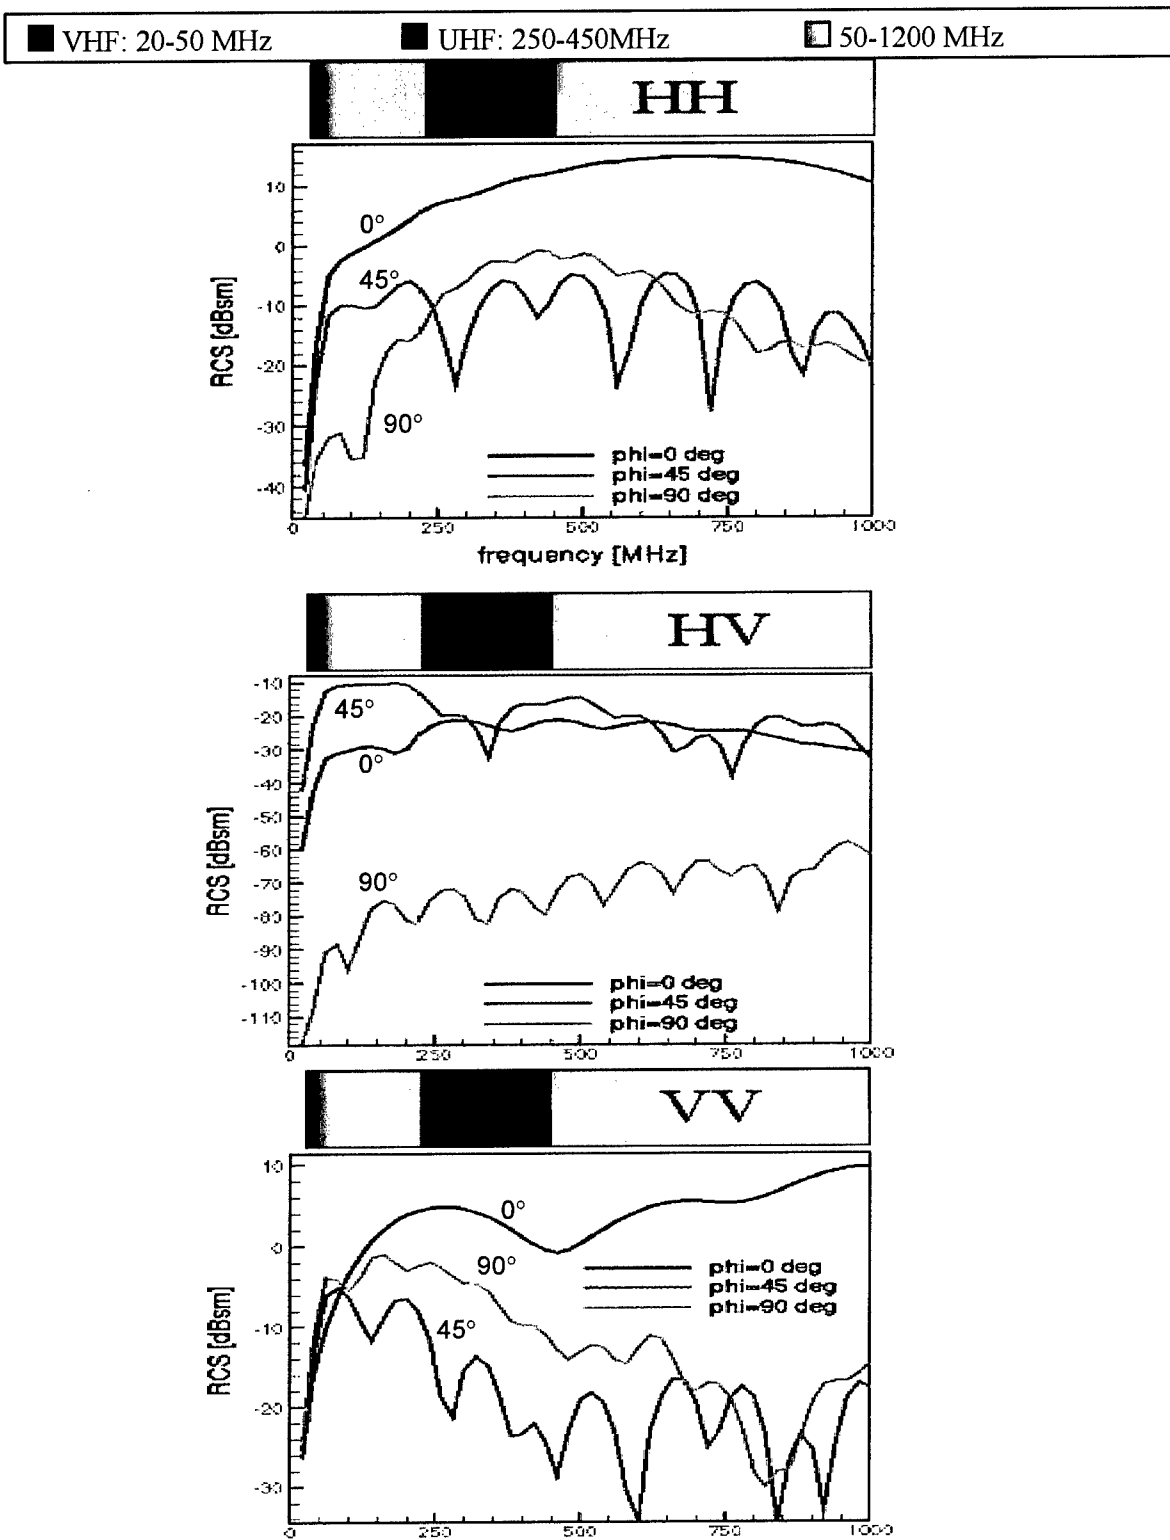 VHF: 20-50 MHz UHF: 250-450MHz 50-1200 MHz
HH
10
0
-10
-20
-30
-40
RCS [dBsm]
0°
45°
90°
phi=0 deg
phi=45 deg
phi=90 deg
0 250 500 750 1000
frequency [MHz]
HV
-10
-20
-30
-40
-50
-60
-70
-80
-90
-100
-110
RCS [dBsm]
45°
0°
90°
phi=0 deg
phi=45 deg
phi=90 deg
0 250 500 750 1000
VV
10
0
-10
-20
-30
RCS [dBsm]
0°
90°
45°
phi=0 deg
phi=45 deg
phi=90 deg
0 250 500 750 1000